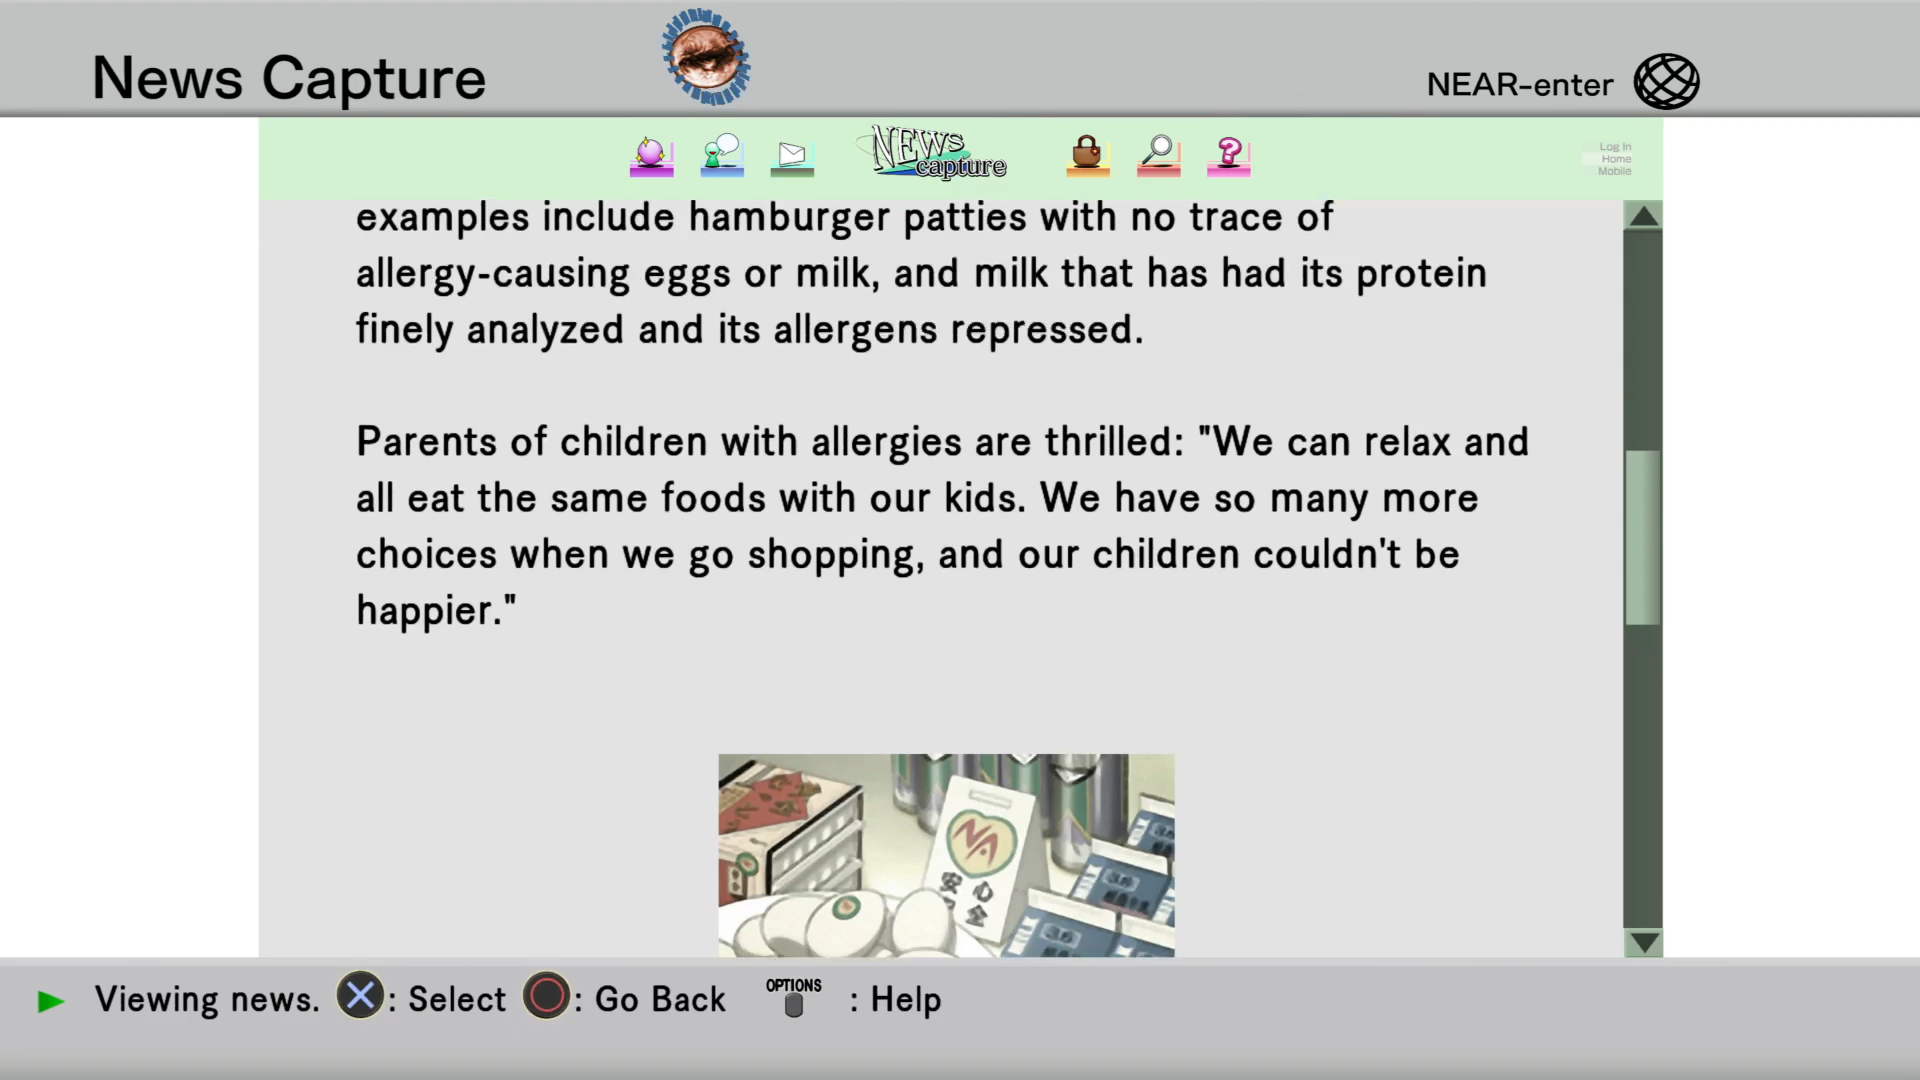 News Capture
NEAR-enter
NEWS
capture
Log In
Home
Mobile
examples include hamburger patties with no trace of
allergy-causing eggs or milk, and milk that has had its protein
finely analyzed and its allergens repressed.
Parents of children with allergies are thrilled: "We can relax and
all eat the same foods with our kids. We have so many more
choices when we go shopping, and our children couldn't be
happier."
NA
安心
全
Viewing news. : Select : Go Back OPTIONS : Help